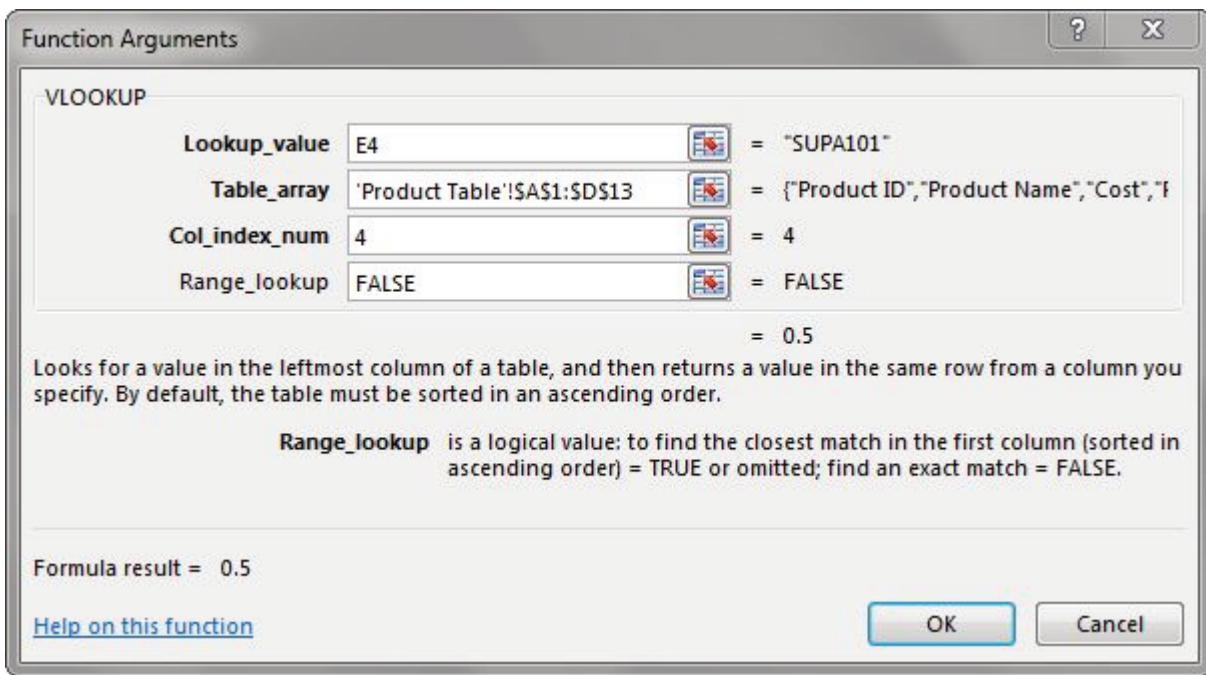 Function Arguments
VLOOKUP
Lookup_value E4 = "SUPA101"
Table_array 'Product Table'!$A$1:$D$13 = {"Product ID","Product Name","Cost","F
Col_index_num 4 = 4
Range_lookup FALSE = FALSE
= 0.5
Looks for a value in the leftmost column of a table, and then returns a value in the same row from a column you
specify. By default, the table must be sorted in an ascending order.
Range_lookup is a logical value: to find the closest match in the first column (sorted in
ascending order) = TRUE or omitted; find an exact match = FALSE.
Formula result = 0.5
Help on this function OK Cancel